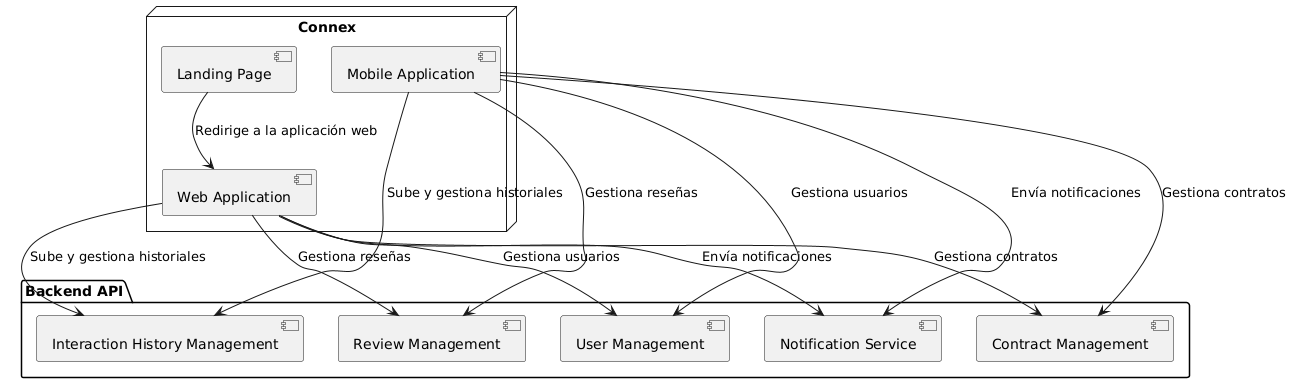 Connex
Landing Page
Mobile Application
Redirige a la aplicación web
Web Application
Sube y gestiona historiales
Gestiona reseñas
Gestiona usuarios
Envía notificaciones
Gestiona contratos
Sube y gestiona historiales
Gestiona reseñas
Gestiona usuarios
Envía notificaciones
Gestiona contratos
Backend API
Interaction History Management
Review Management
User Management
Notification Service
Contract Management